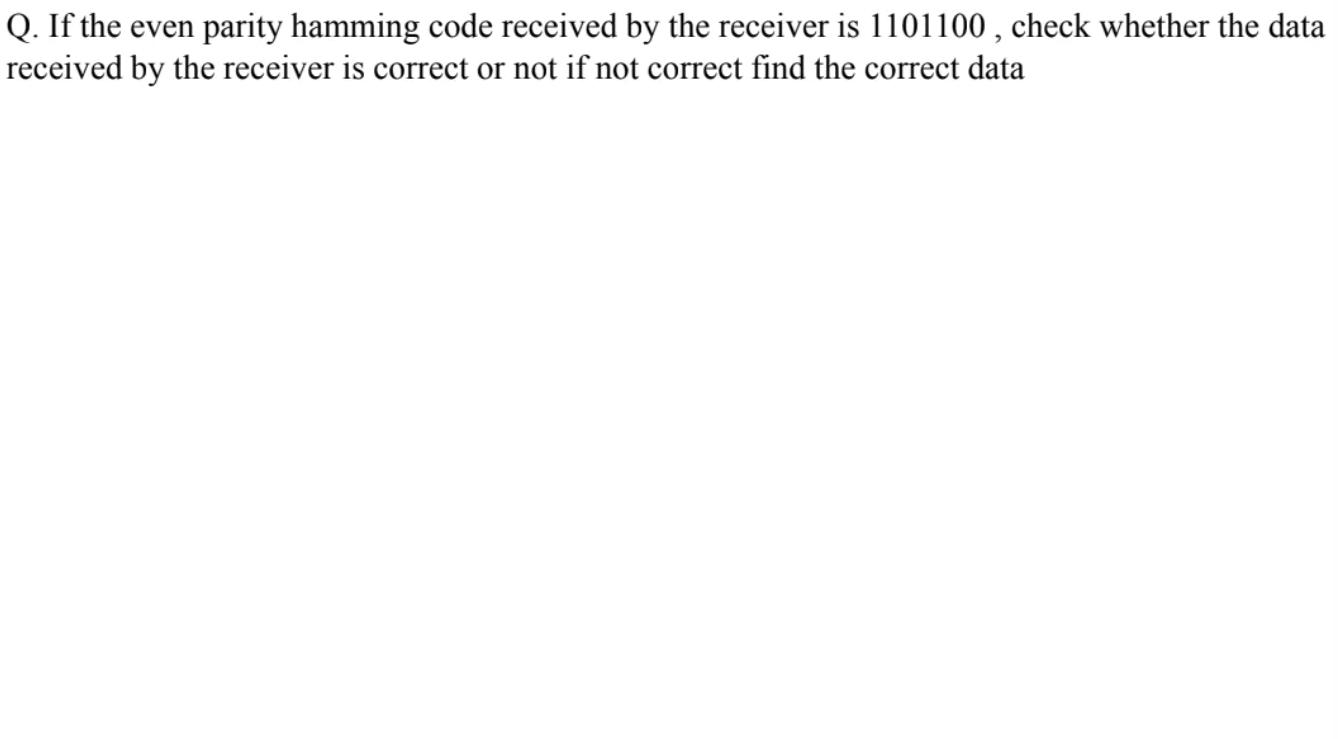 Q. If the even parity hamming code received by the receiver is 1101100 , check whether the data
received by the receiver is correct or not if not correct find the correct data